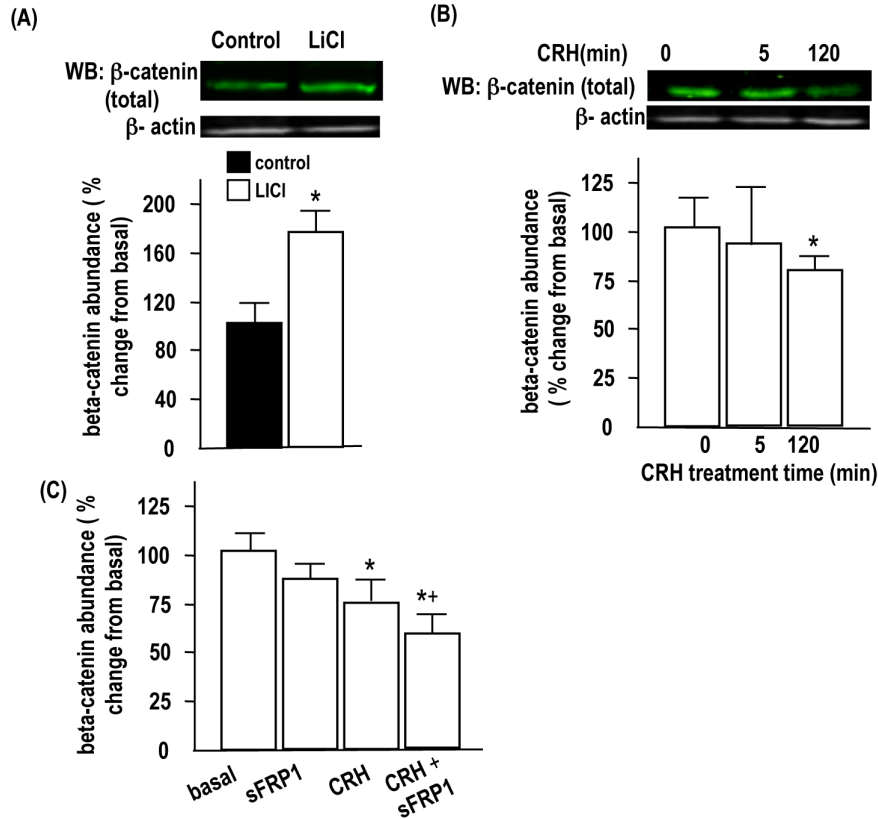 (A)
Control LiCl
WB: β-catenin
(total)
β- actin
control
LICl
beta-catenin abundance ( %
change from basal)
200
160
120
80
40
0
*
(B)
CRH(min) 0 5 120
WB: β-catenin (total)
β- actin
beta-catenin abundance
( % change from basal)
125
100
75
50
25
0
*
0 5 120
CRH treatment time (min)
(C)
beta-catenin abundance ( %
change from basal)
125
100
75
50
25
0
*
*+
basal
sFRP1
CRH
CRH +
sFRP1